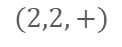 (2,2, +)